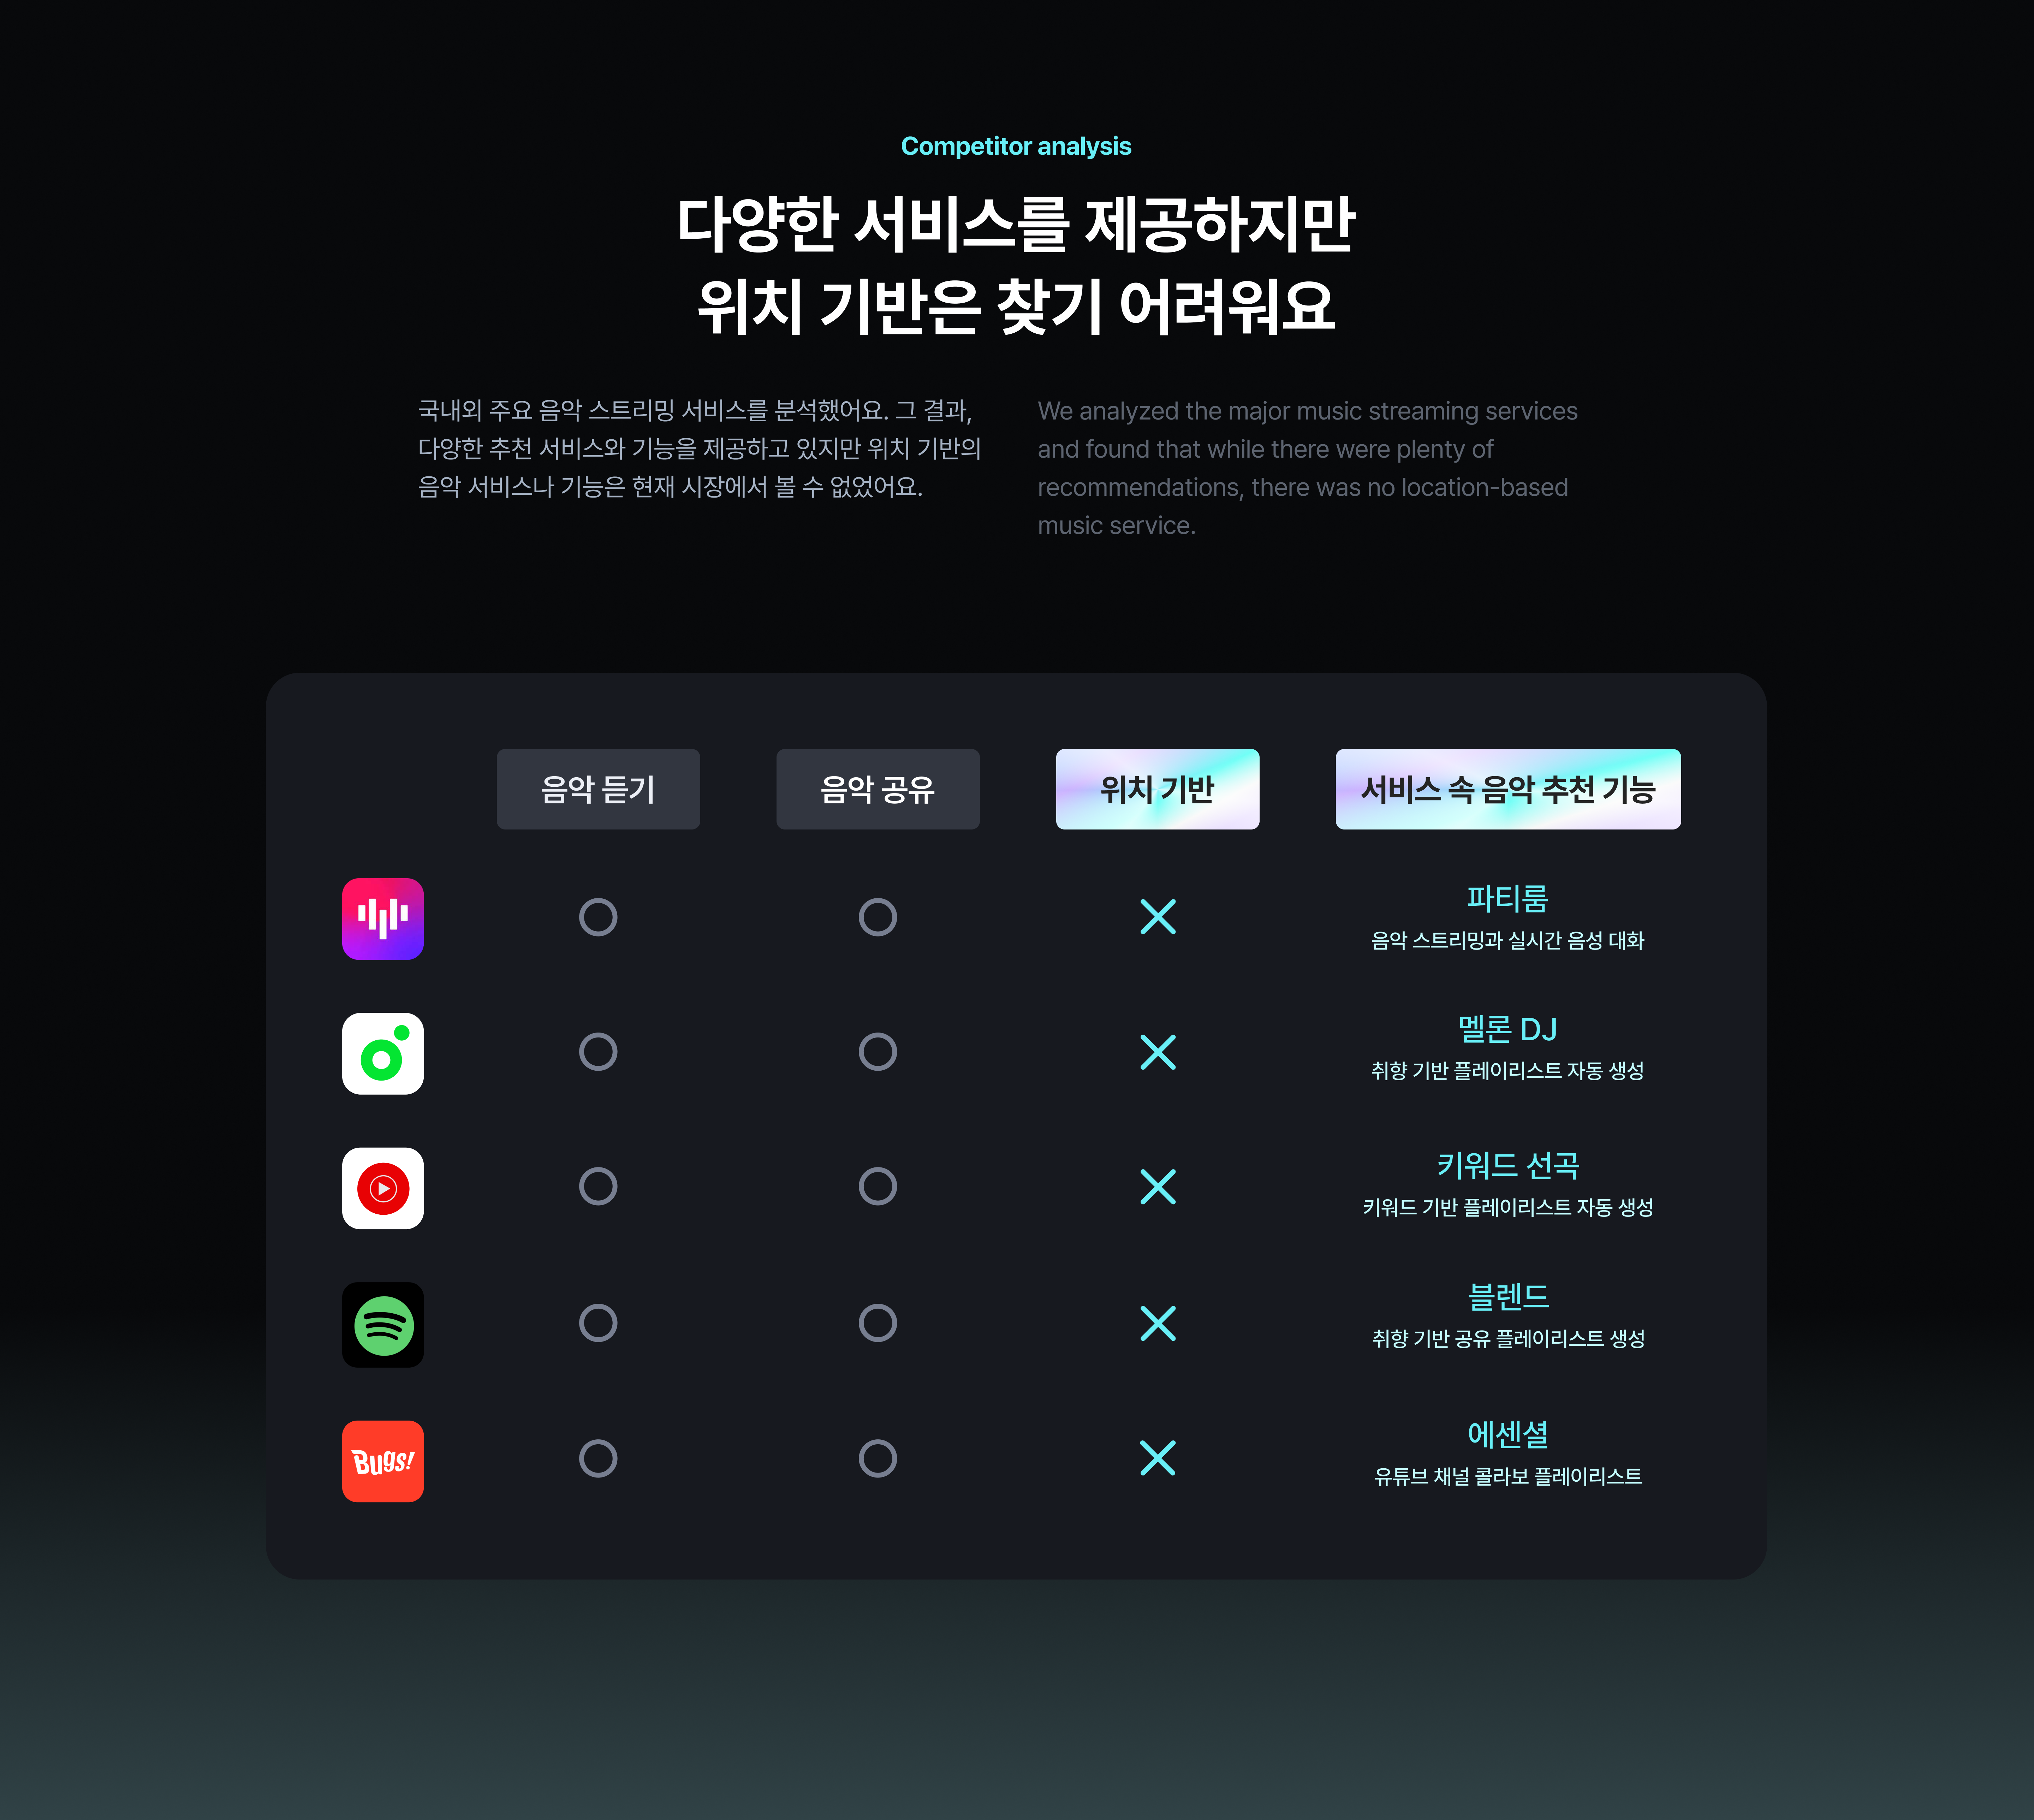 Competitor analysis
다양한 서비스를 제공하지만
위치 기반은 찾기 어려워요
국내외 주요 음악 스트리밍 서비스를 분석했어요. 그 결과,
다양한 추천 서비스와 기능을 제공하고 있지만 위치 기반의
음악 서비스나 기능은 현재 시장에서 볼 수 없었어요.
We analyzed the major music streaming services
and found that while there were plenty of
recommendations, there was no location-based
music service.
음악 듣기
음악 공유
위치 기반
서비스 속 음악 추천 기능
파티룸
음악 스트리밍과 실시간 음성 대화
멜론 DJ
취향 기반 플레이리스트 자동 생성
키워드 선곡
키워드 기반 플레이리스트 자동 생성
블렌드
취향 기반 공유 플레이리스트 생성
Bugs!
에센셜
유튜브 채널 콜라보 플레이리스트